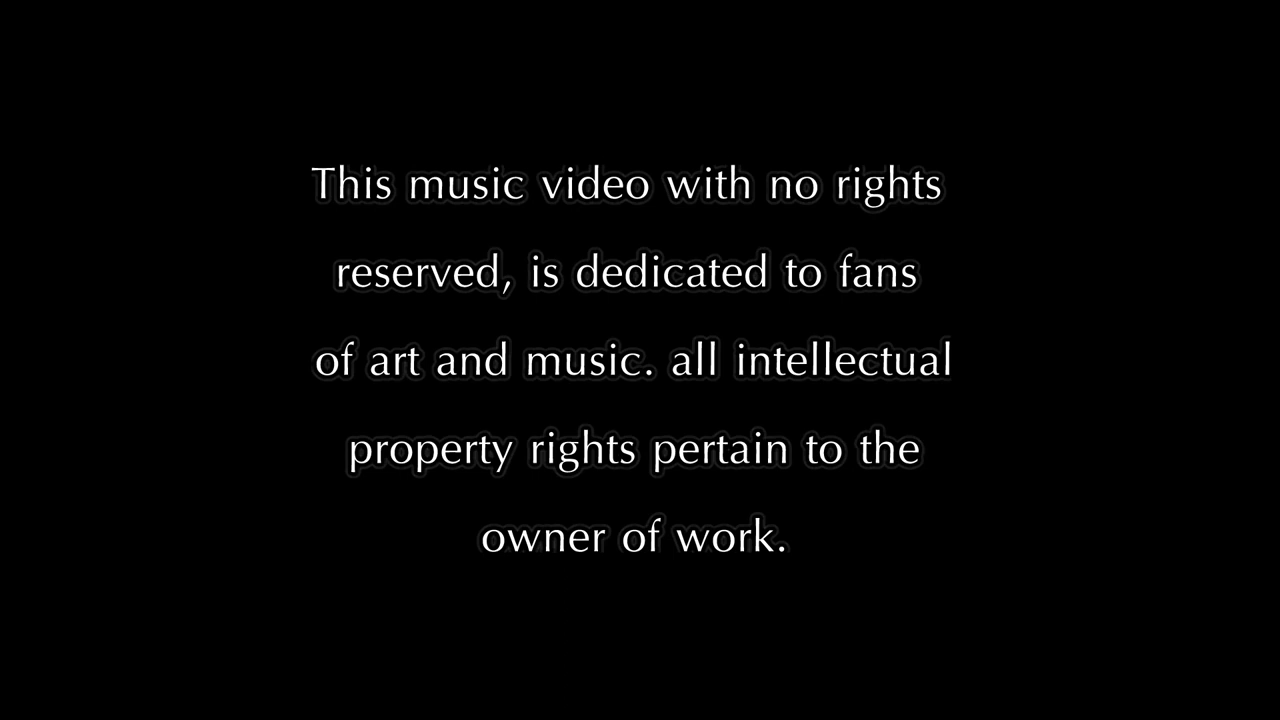 This music video with no rights
reserved, is dedicated to fans
of art and music. all intellectual
property rights pertain to the
owner of work.